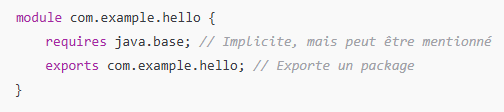 module com.example.hello {
    requires java.base; // Implicite, mais peut être mentionné
    exports com.example.hello; // Exporte un package
}